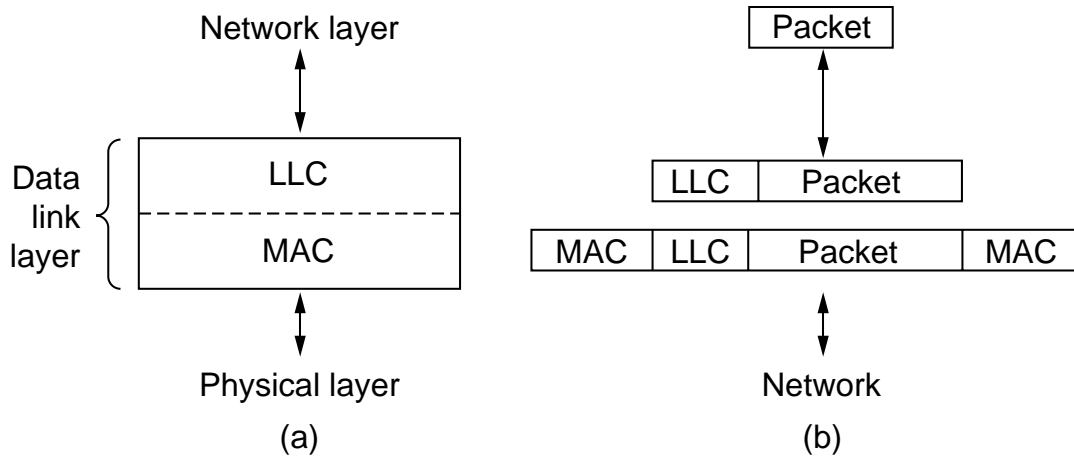 Network layer
Data
link
layer
LLC
MAC
Physical layer
(a)
Packet
LLC Packet
MAC LLC Packet MAC
Network
(b)